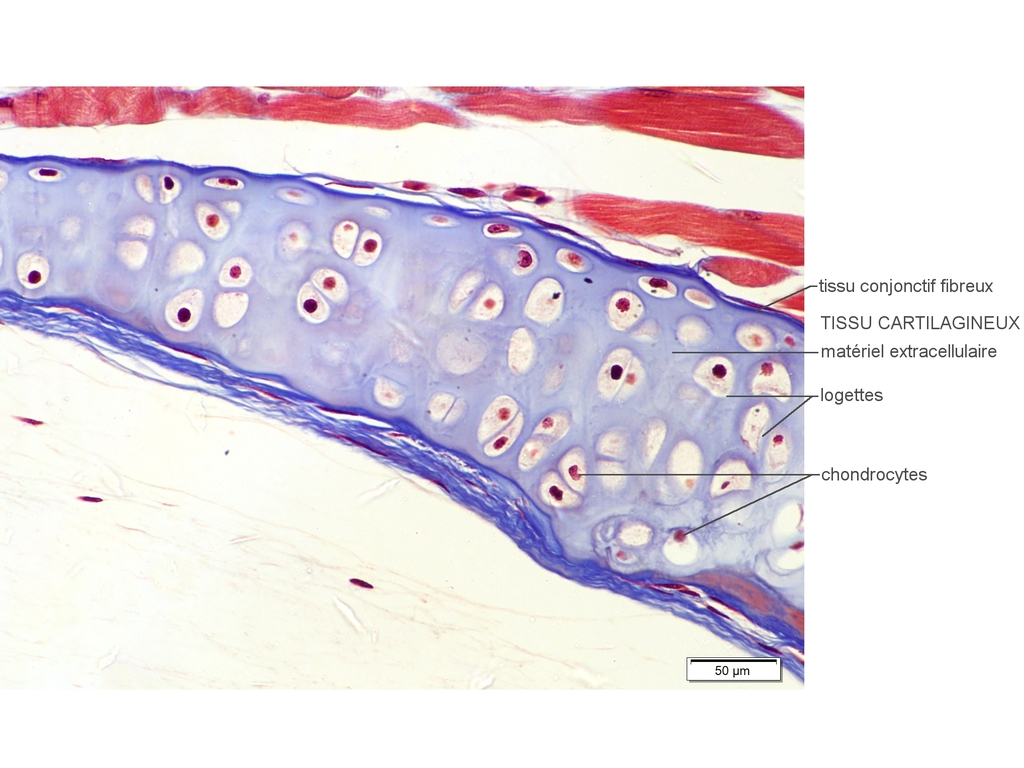 tissu conjonctif fibreux
TISSU CARTILAGINEUX
matériel extracellulaire
logettes
chondrocytes
50 µm